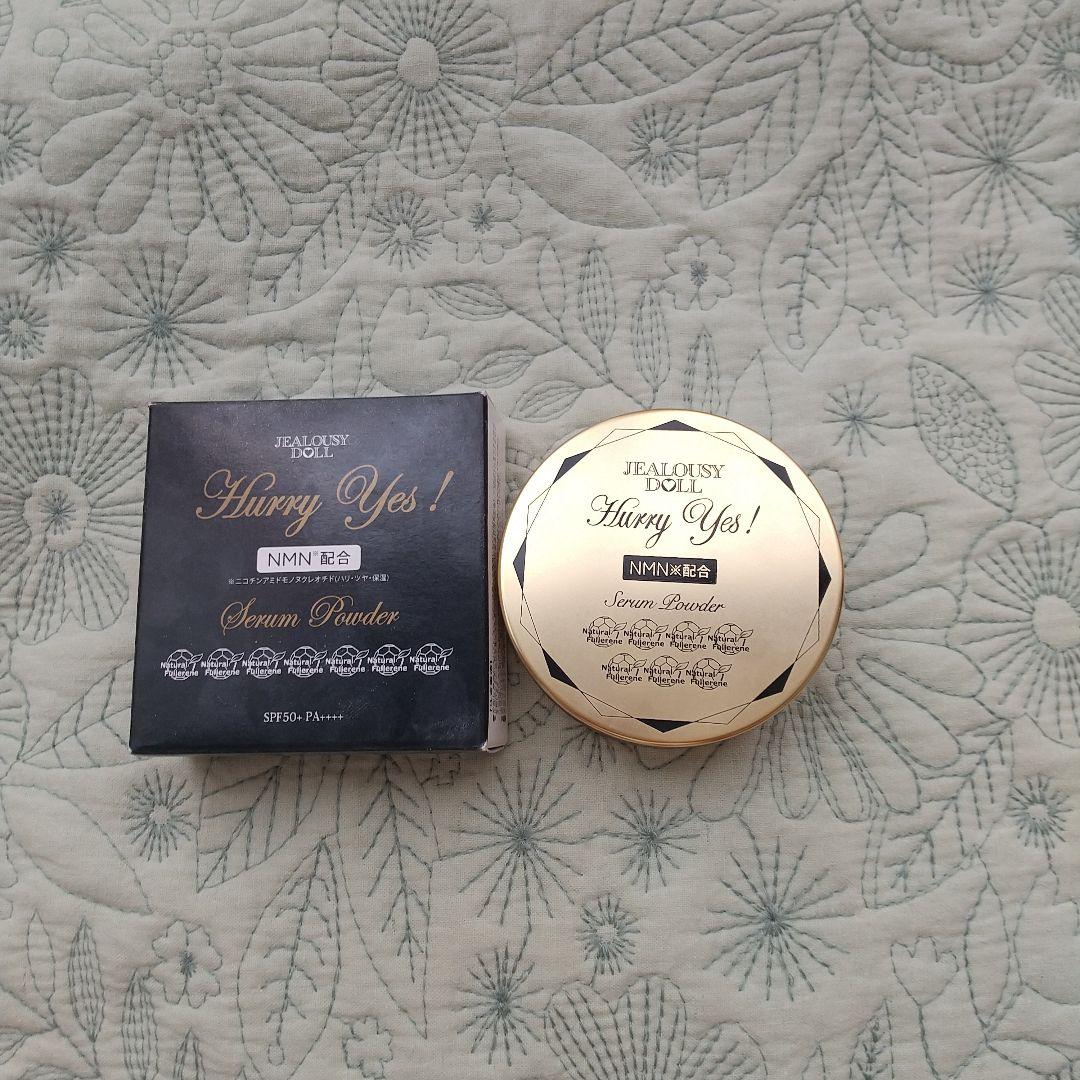 JEALOUSY
DOLL
Hurry Yes!
NMN※配合
※ニコチンアミドモノヌクレオチド(ハリ・ツヤ・保湿)
Serum Powder
Natural Natural Natural Natural Natural Natural Natural
Fullerene Fullerene Fullerene Fullerene Fullerene Fullerene Fullerene
SPF50+ PA++++
JEALOUSY
DOLL
Hurry Yes!
NMN※配合
Serum Powder
Natural Natural Natural Natural
Fullerene Fullerene Fullerene Fullerene
Natural Natural Natural
Fullerene Fullerene Fullerene